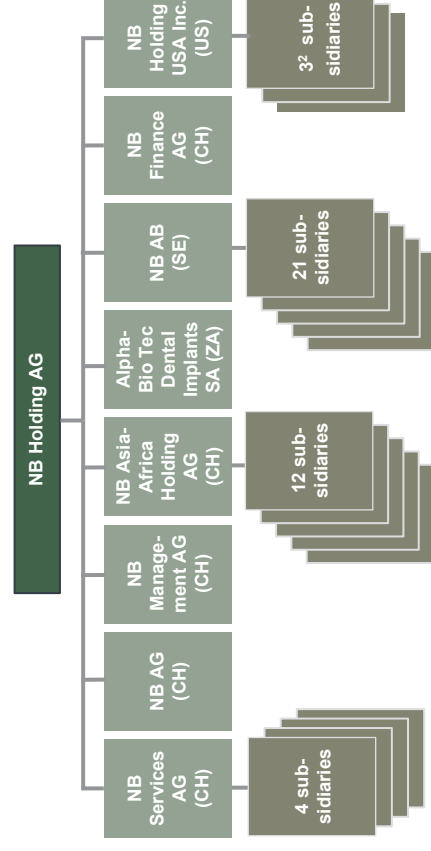 NB Holding AG
NB
Services
AG
(CH)
NB AG
(CH)
NB
Manage-
ment AG
(CH)
NB Asia-
Africa
Holding
AG
(CH)
Alpha-
Bio Tec
Dental
Implants
SA (ZA)
NB AB
(SE)
NB
Finance
AG
(CH)
NB
Holding
USA Inc.
(US)
4 sub-
sidiaries
12 sub-
sidiaries
21 sub-
sidiaries
3² sub-
sidiaries